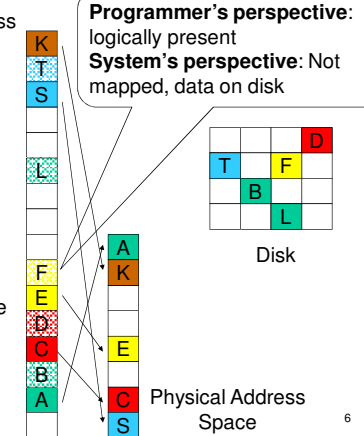 ss
Programmer's perspective:
logically present
System's perspective: Not
mapped, data on disk
K
T
S
L
F
E
D
C
B
A
e
A
K
E
C
S
Physical Address
Space
D
T F
B
L
Disk
6